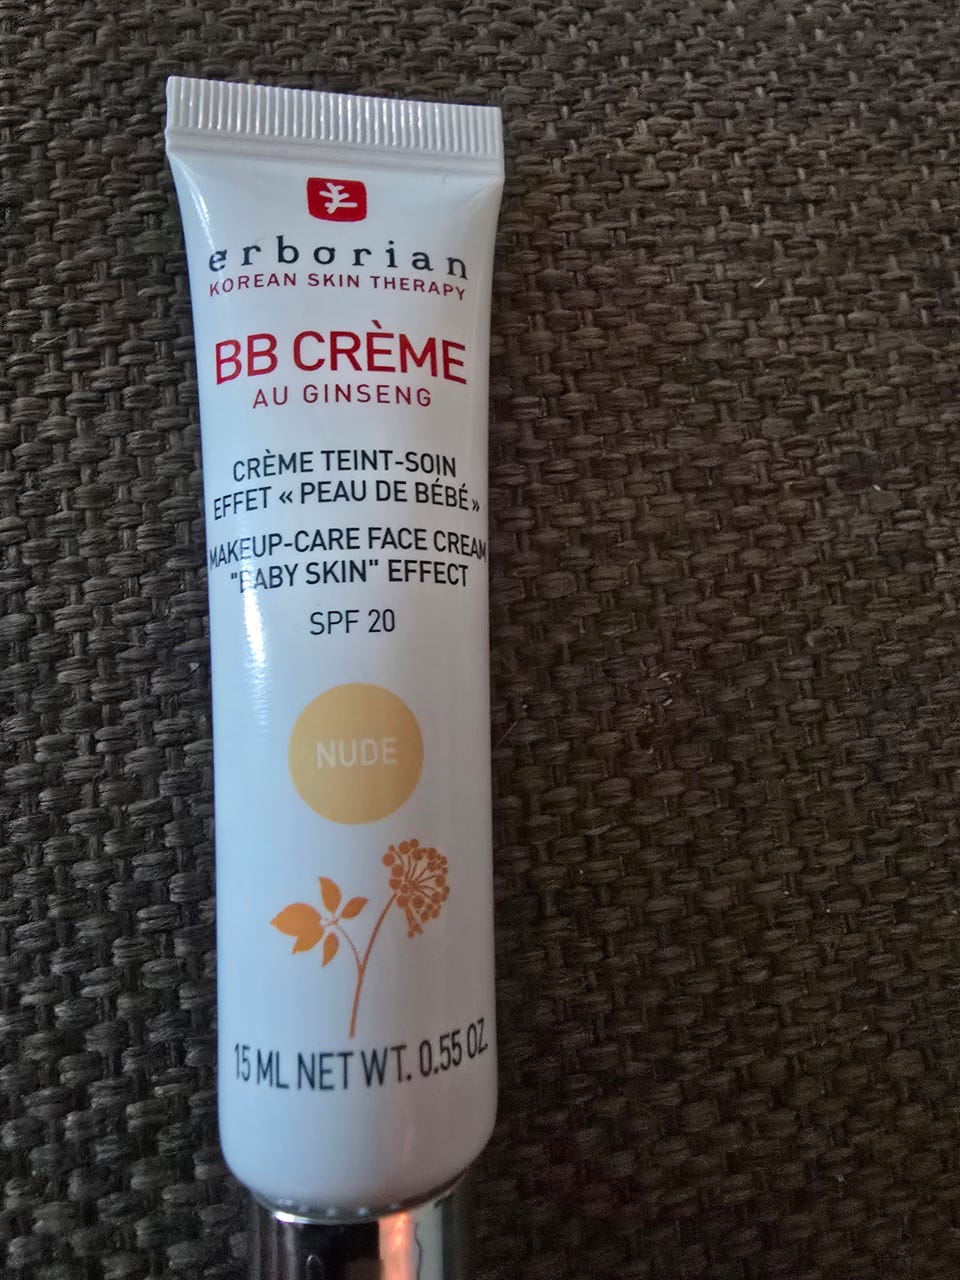 erborian
KOREAN SKIN THERAPY
BB CRÈME
AU GINSENG
CRÈME TEINT-SOIN
EFFET « PEAU DE BÉBÉ »
MAKEUP-CARE FACE CREAM
"BABY SKIN" EFFECT
SPF 20
NUDE
15 ML NET WT. 0.55 OZ